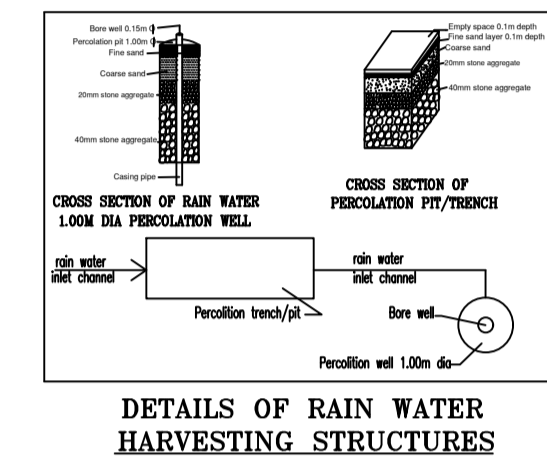 Bore well 0.15m
Percolation pit 1.00m
Fine sand
Coarse sand
20mm stone aggregate
40mm stone aggregate
Casing pipe
CROSS SECTION OF RAIN WATER
1.00M DIA PERCOLATION WELL
Empty space 0.1m depth
Fine sand layer 0.1m depth
Coarse sand
20mm stone aggregate
40mm stone aggregate
CROSS SECTION OF
PERCOLATION PIT/TRENCH
rain water
inlet channel
Percolition trench/pit
rain water
inlet channel
Bore well
Percolition well 1.00m dia
DETAILS OF RAIN WATER
HARVESTING STRUCTURES